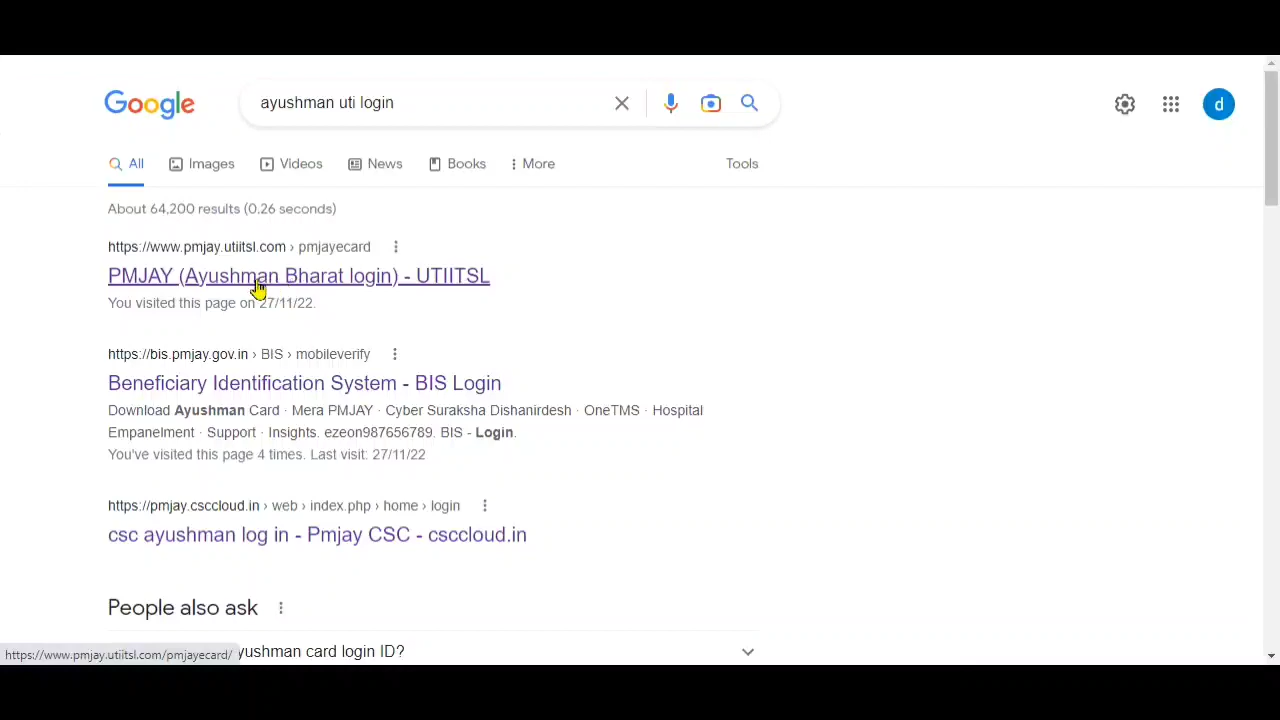 Google
ayushman uti login
d
All Images Videos News Books More Tools
About 64,200 results (0.26 seconds)
https://www.pmjay.utiitsl.com › pmjayecard
PMJAY (Ayushman Bharat login) - UTIITSL
You visited this page on 27/11/22.
https://bis.pmjay.gov.in › BIS › mobileverify
Beneficiary Identification System - BIS Login
Download Ayushman Card · Mera PMJAY · Cyber Suraksha Dishanirdesh · OneTMS · Hospital
Empanelment · Support · Insights. ezeon987656789. BIS - Login.
You've visited this page 4 times. Last visit: 27/11/22
https://pmjay.csccloud.in › web › index.php › home › login
csc ayushman log in - Pmjay CSC - csccloud.in
People also ask
yushman card login ID?
https://www.pmjay.utiitsl.com/pmjayecard/